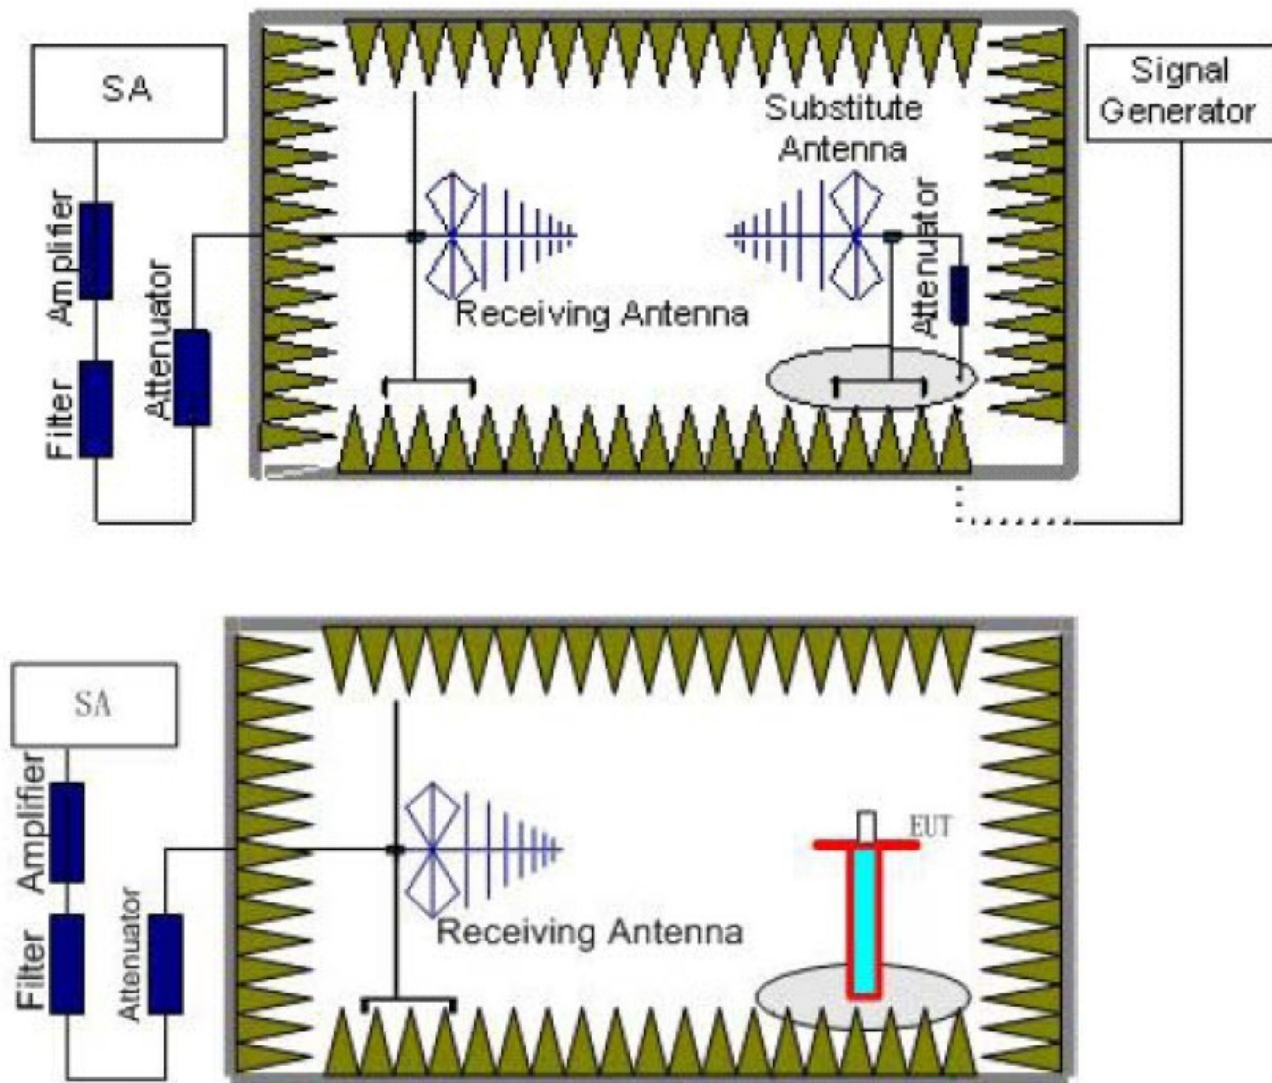 SA
Signal
Generator
Substitute
Antenna
Amplifier
Attenuator
Attenuator
Receiving Antenna
Filter
SA
Amplifier
EUT
Attenuator
Receiving Antenna
Filter